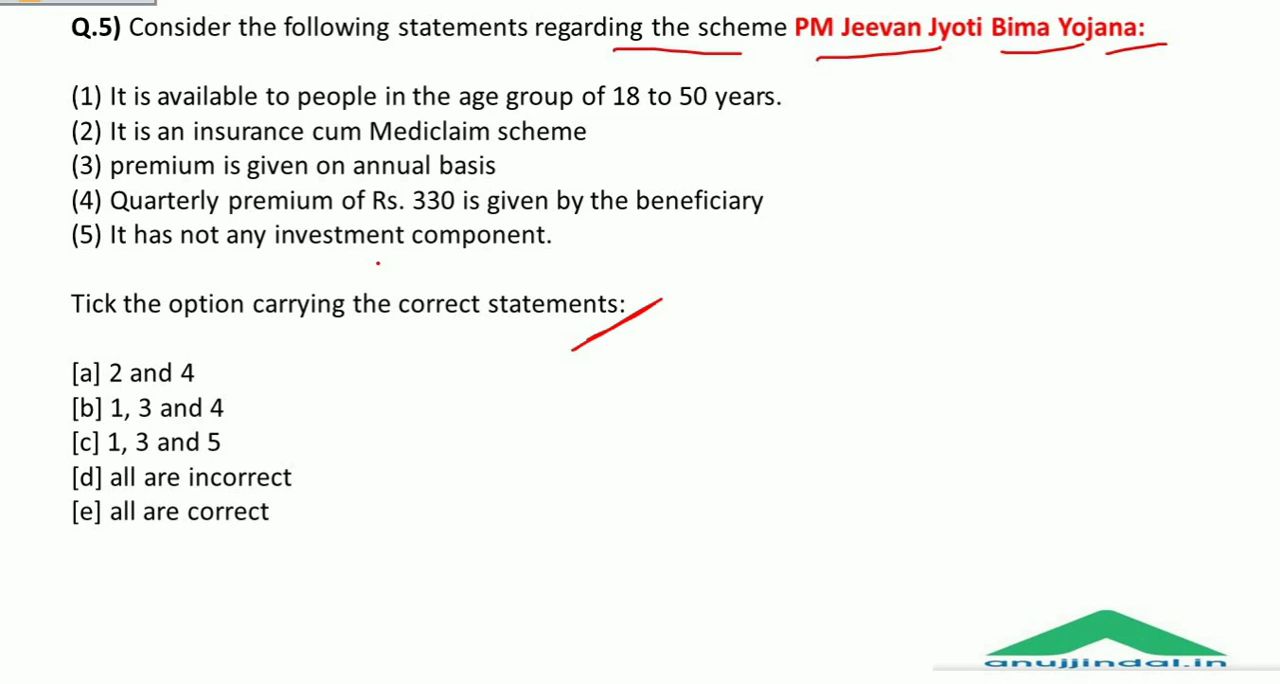 Q.5) Consider the following statements regarding the scheme PM Jeevan Jyoti Bima Yojana:
(1) It is available to people in the age group of 18 to 50 years.
(2) It is an insurance cum Mediclaim scheme
(3) premium is given on annual basis
(4) Quarterly premium of Rs. 330 is given by the beneficiary
(5) It has not any investment component.
Tick the option carrying the correct statements:
[a] 2 and 4
[b] 1, 3 and 4
[c] 1, 3 and 5
[d] all are incorrect
[e] all are correct
anujjindal.in